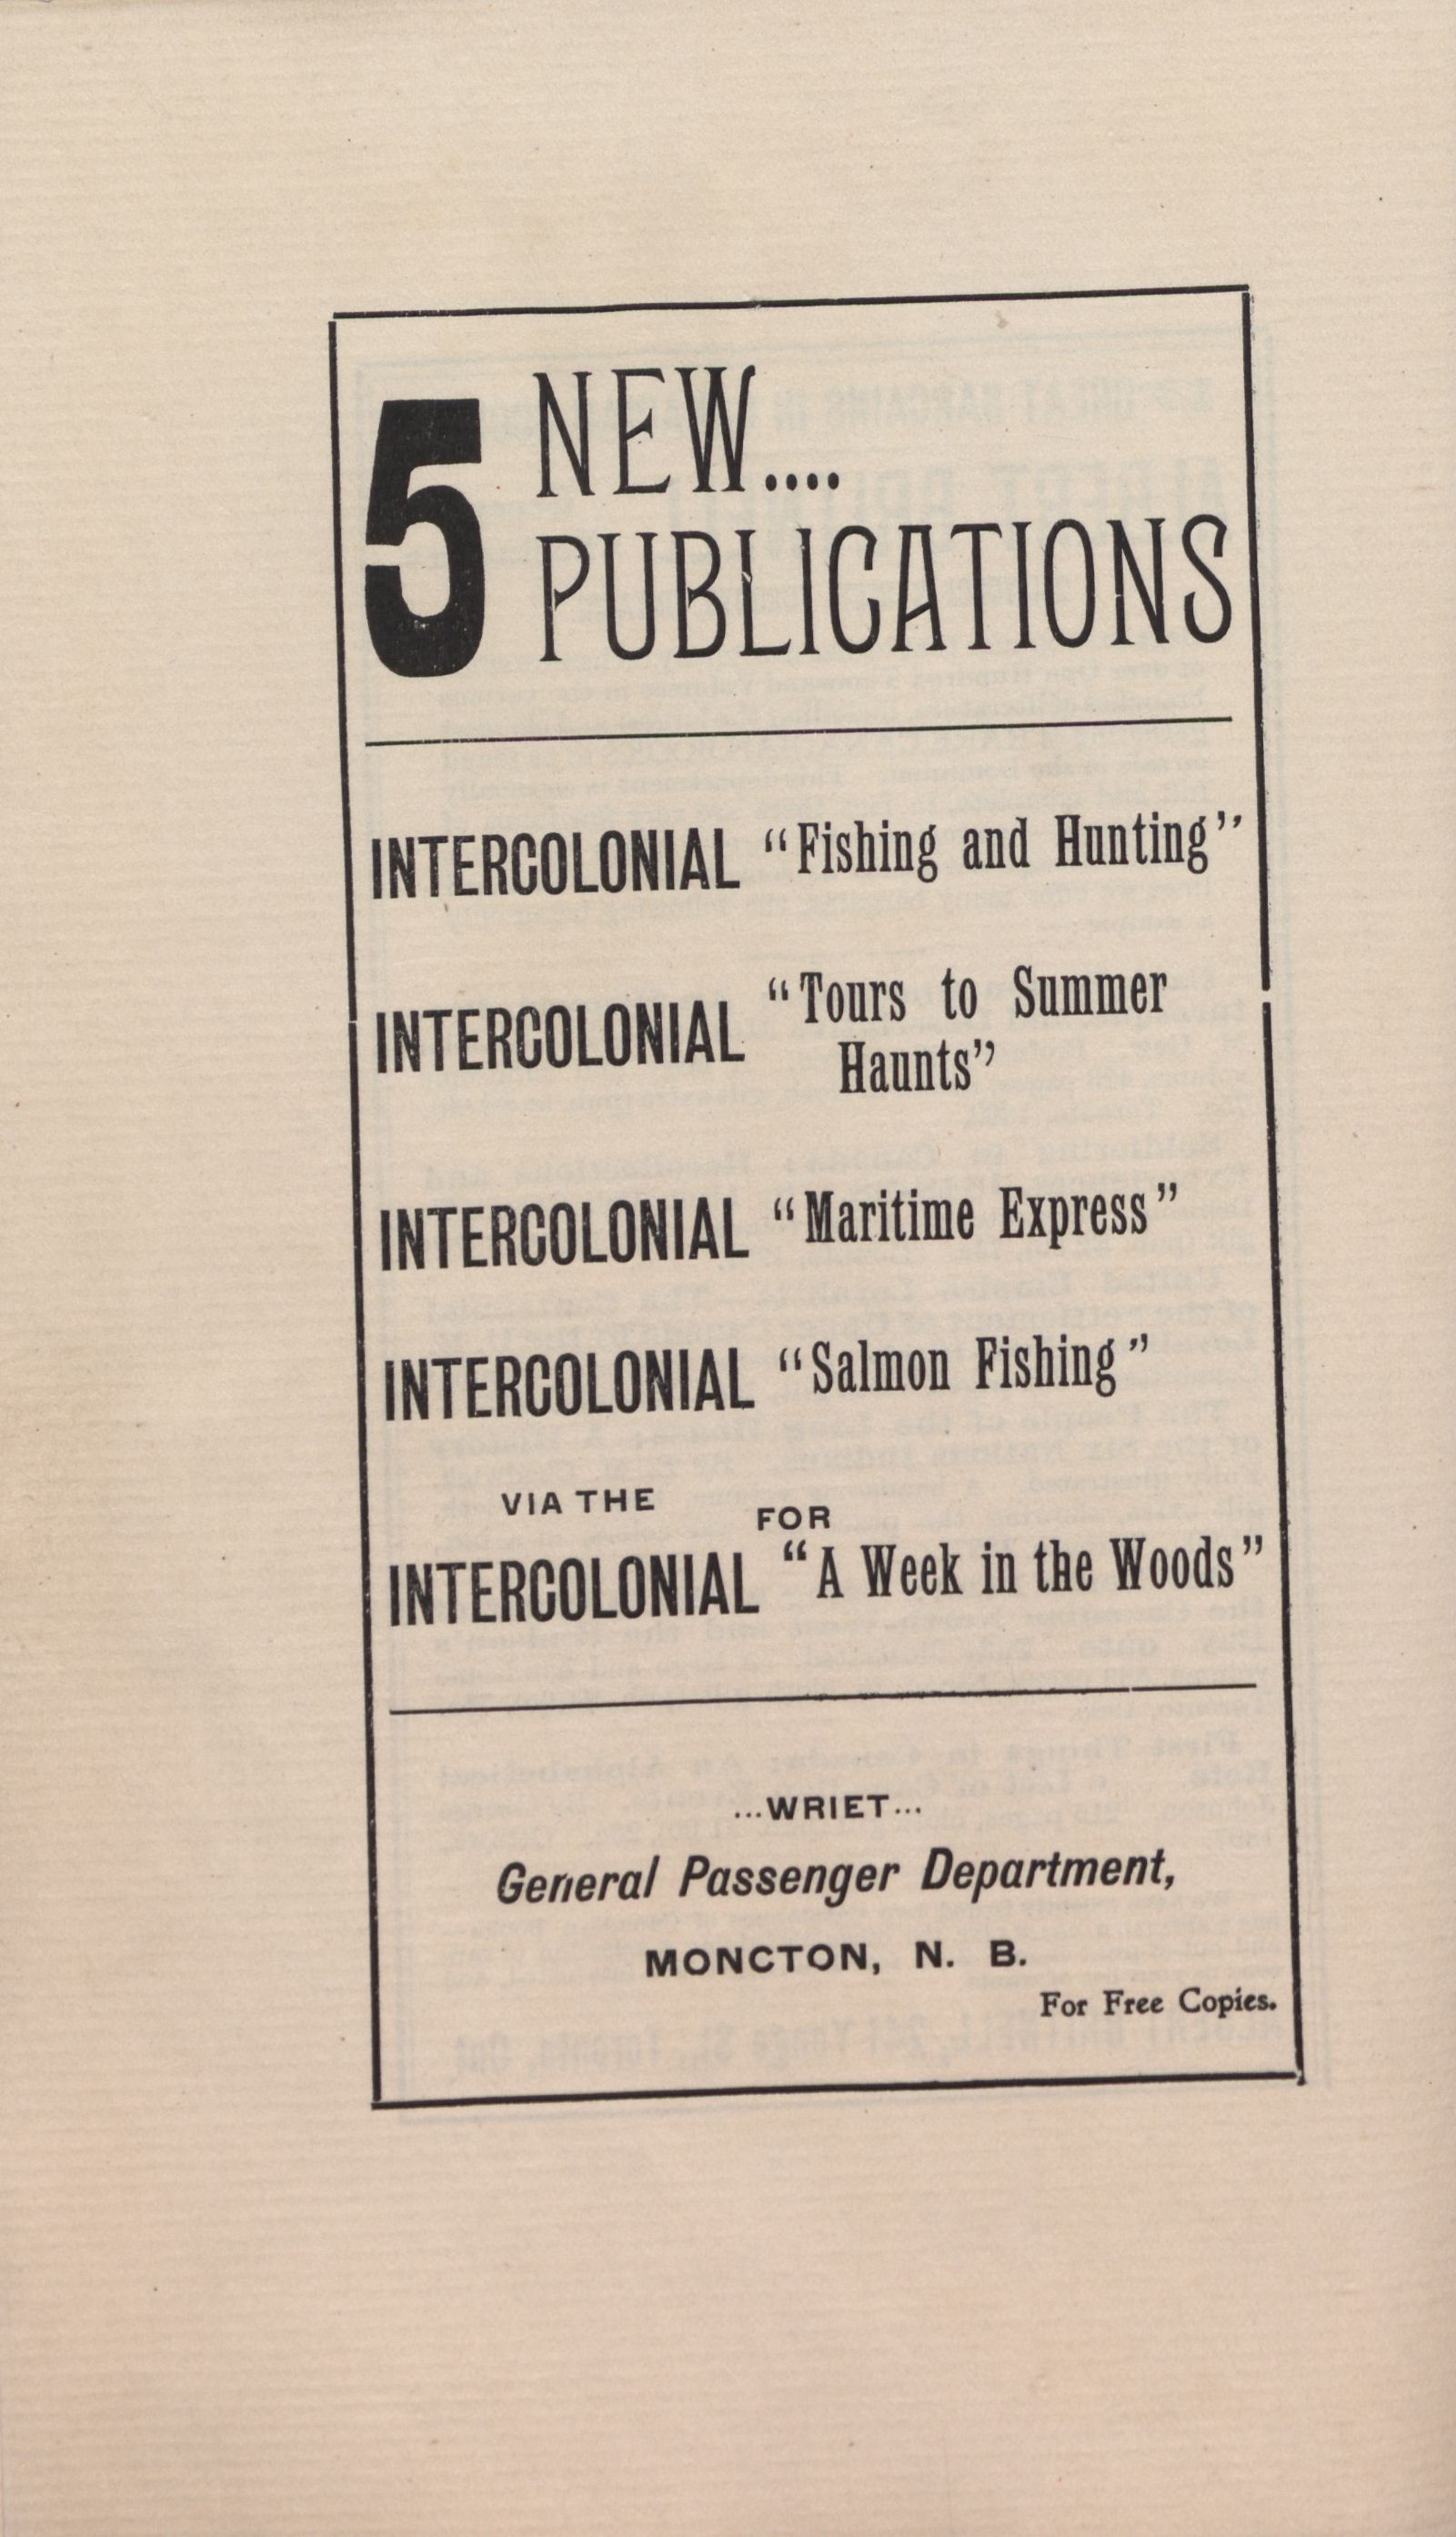 5 NEW....
PUBLICATIONS
INTERCOLONIAL “Fishing and Hunting”
INTERCOLONIAL “Tours to Summer
Haunts”
INTERCOLONIAL “Maritime Express”
INTERCOLONIAL “Salmon Fishing”
VIA THE FOR
INTERCOLONIAL “A Week in the Woods”
...WRIET...
General Passenger Department,
MONCTON, N. B.
For Free Copies.